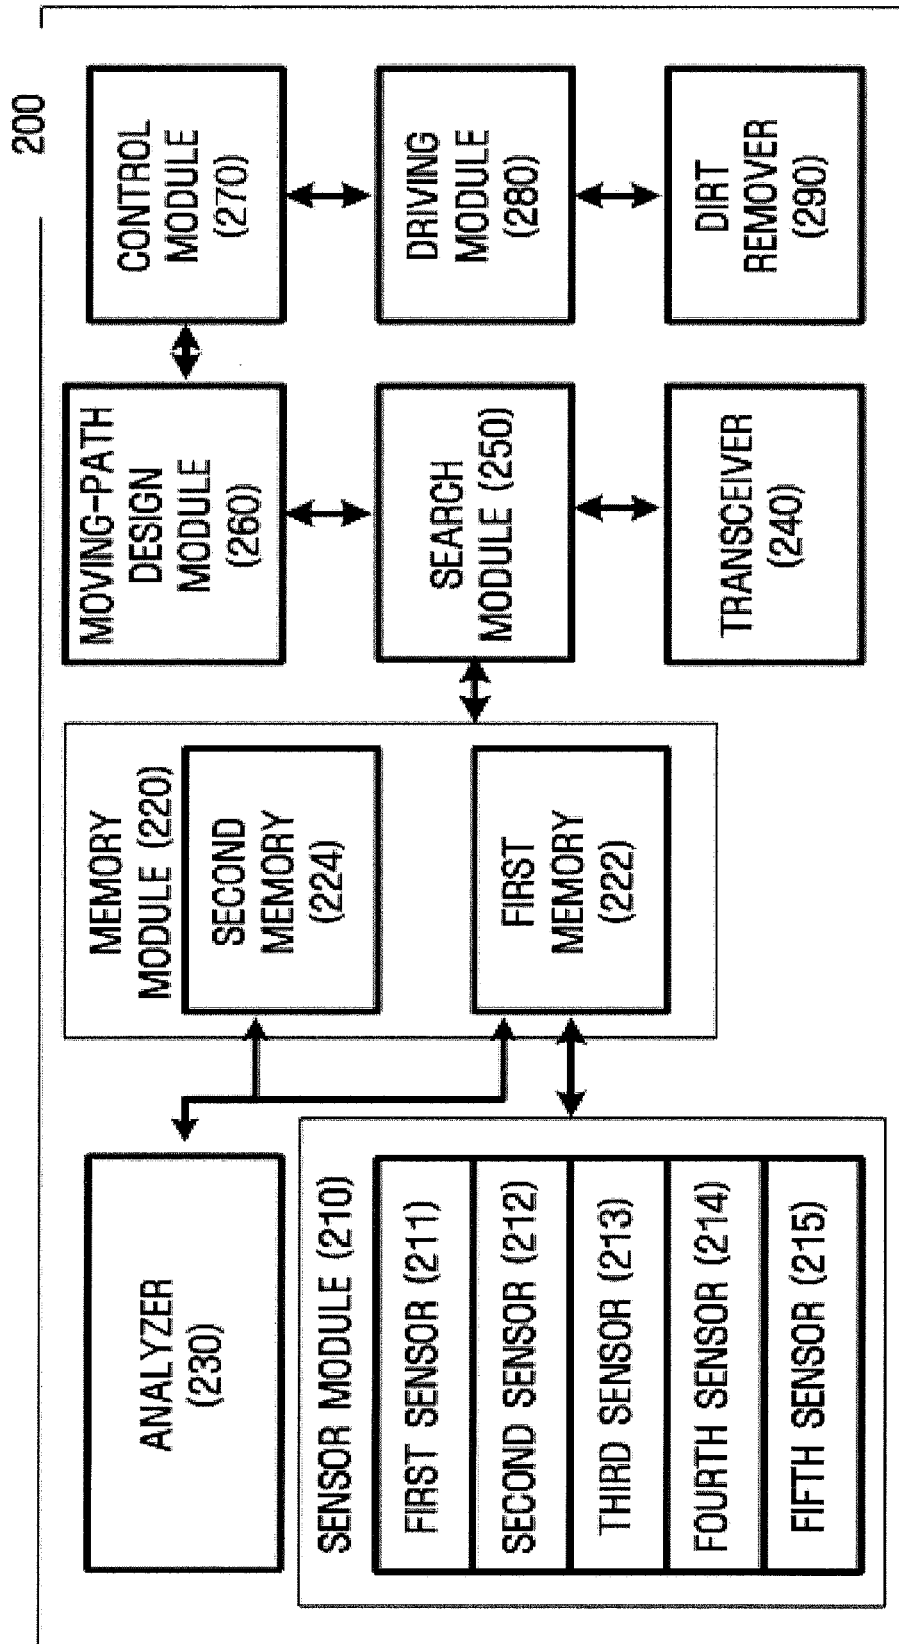 200
ANALYZER
(230)
SENSOR MODULE (210)
FIRST SENSOR (211)
SECOND SENSOR (212)
THIRD SENSOR (213)
FOURTH SENSOR (214)
FIFTH SENSOR (215)
MEMORY
MODULE (220)
SECOND
MEMORY
(224)
FIRST
MEMORY
(222)
MOVING-PATH
DESIGN
MODULE
(260)
SEARCH
MODULE (250)
TRANSCEIVER
(240)
CONTROL
MODULE
(270)
DRIVING
MODULE
(280)
DIRT
REMOVER
(290)